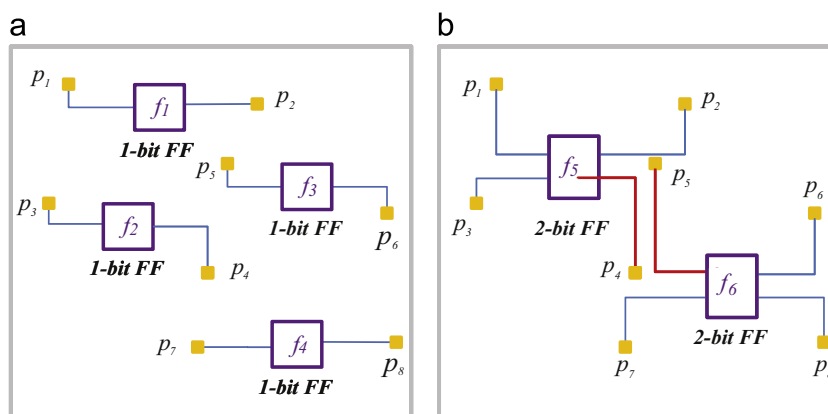 a
p1
f1
p2
1-bit FF
p5
f3
1-bit FF
p6
p3
f2
1-bit FF
p4
p7
f4
p8
1-bit FF
b
p1
p2
f5
p5
p3
2-bit FF
p6
p4
f6
p7
2-bit FF